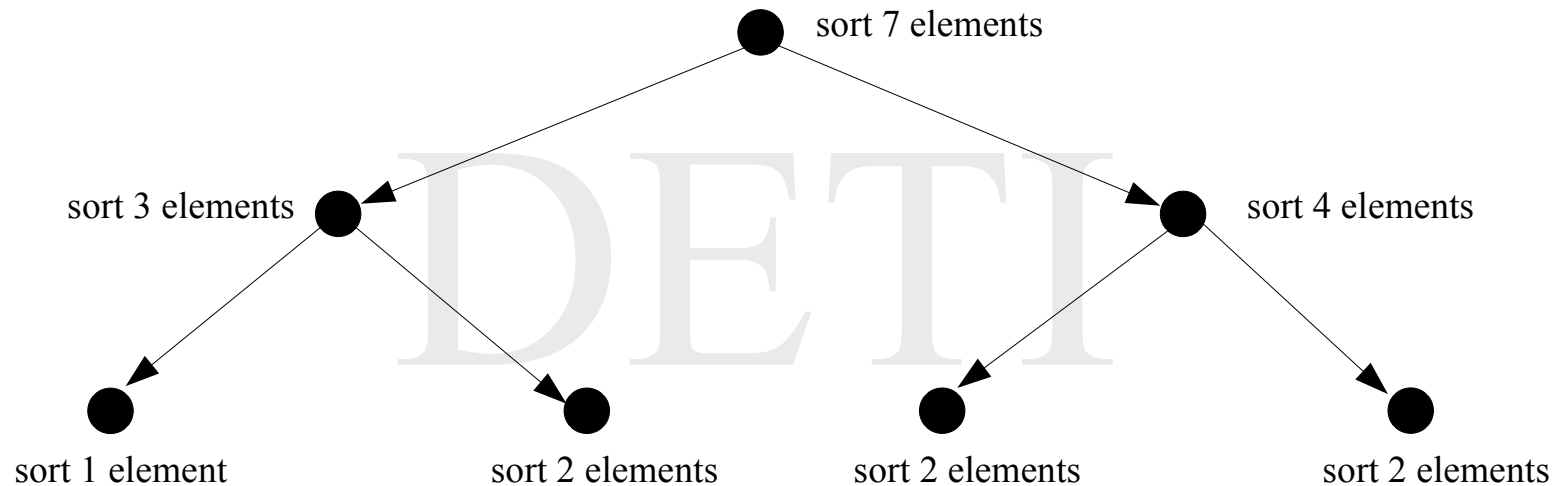 sort 7 elements
sort 3 elements
sort 4 elements
DETI
sort 1 element
sort 2 elements
sort 2 elements
sort 2 elements